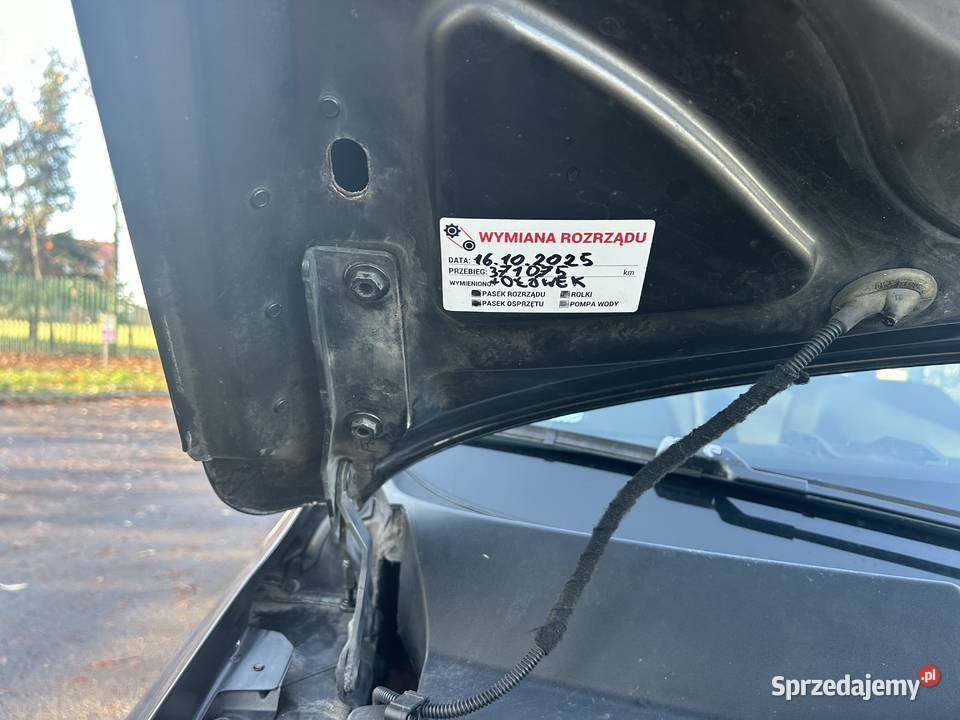 WYMIANA ROZRZĄDU
DATA: 16.10.2025
PRZEBIEG: 371075 km
WYMIENIONO: +OŁÓWEK
PASEK ROZRZĄDU ROLKI
PASEK OSPRZĘTU POMPA WODY
Sprzedajemy.pl